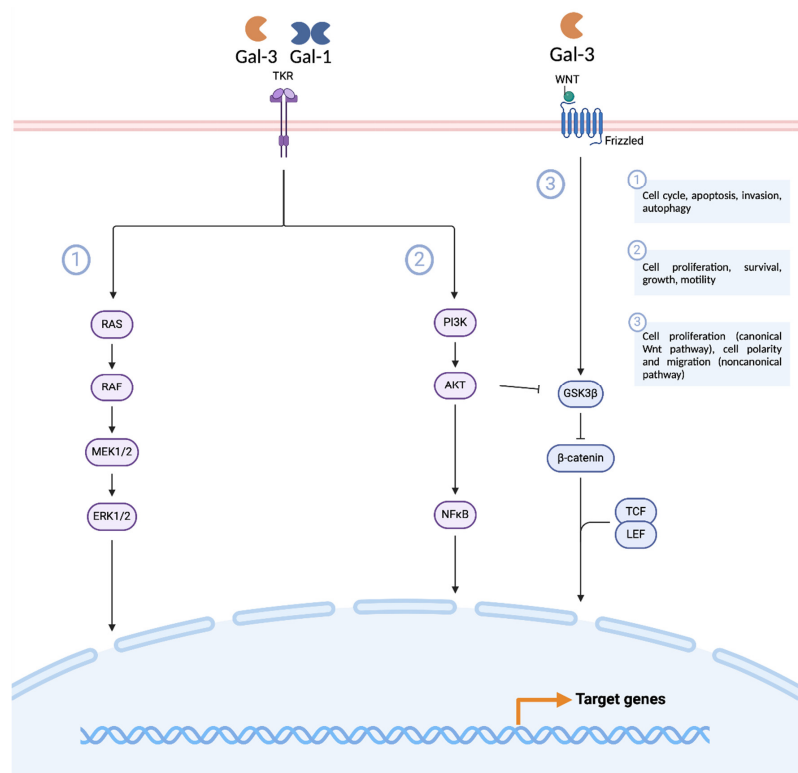 Gal-3 Gal-1
TKR
Gal-3
WNT
Frizzled
1
2
3
RAS
RAF
MEK1/2
ERK1/2
PI3K
AKT
NFκB
GSK3β
β-catenin
TCF
LEF
1
Cell cycle, apoptosis, invasion,
autophagy
2
Cell proliferation, survival,
growth, motility
3
Cell proliferation (canonical
Wnt pathway), cell polarity
and migration (noncanonical
pathway)
Target genes